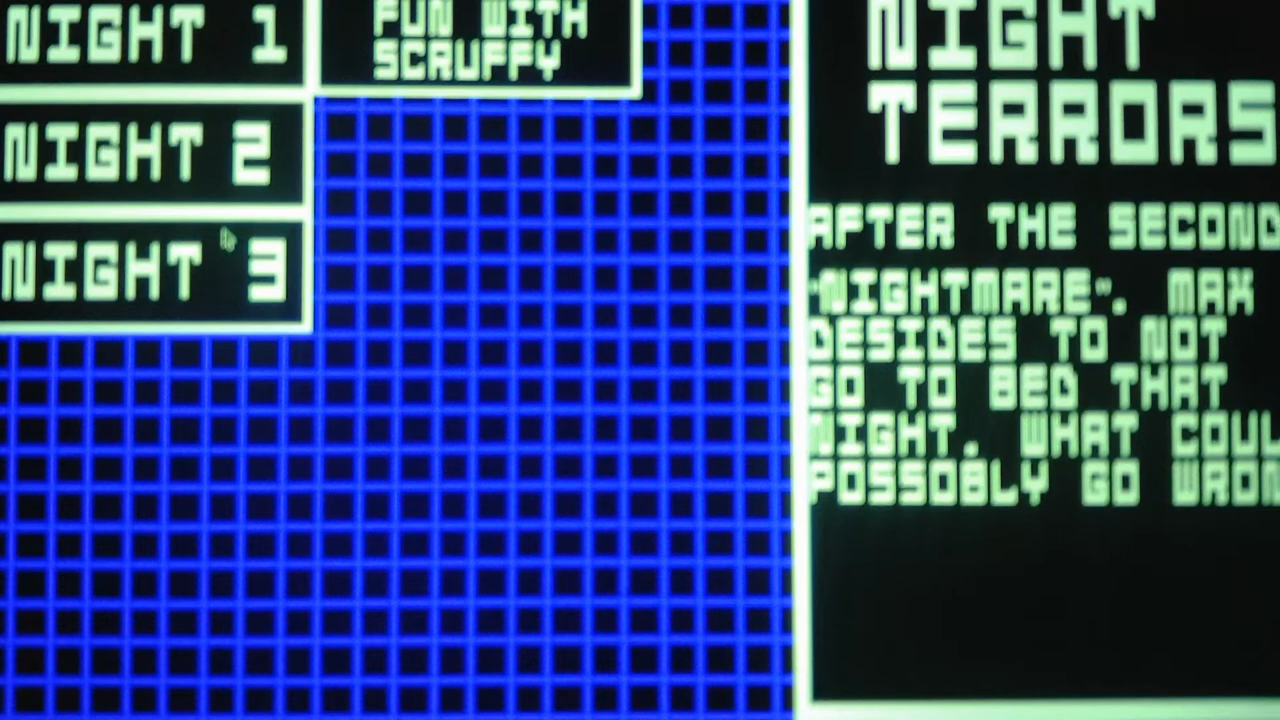 NIGHT 1
NIGHT 2
NIGHT 3
FUN WITH
SCRUFFY
NIGHT
TERRORS
AFTER THE SECOND
"NIGHTMARE", MAX
DESIDES TO NOT
GO TO BED THAT
NIGHT, WHAT COUL
POSSOBLY GO WRON